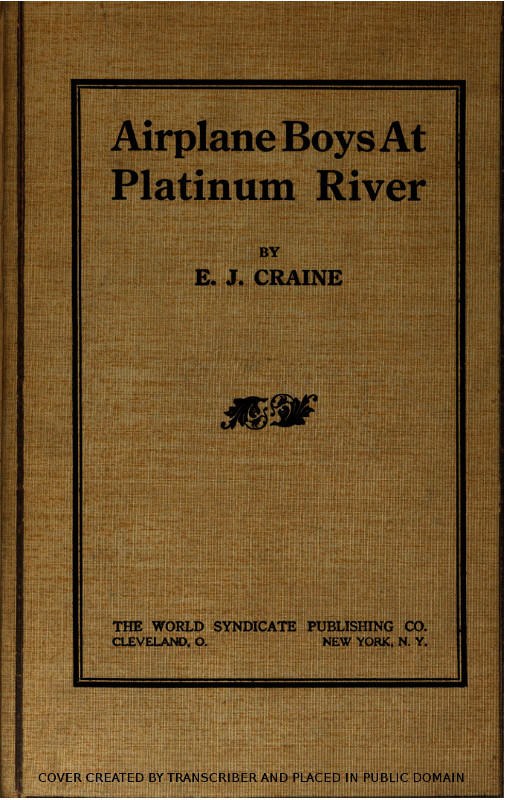 Airplane Boys At
Platinum River
BY
E. J. CRAINE
THE WORLD SYNDICATE PUBLISHING CO.
CLEVELAND, O. NEW YORK, N. Y.
COVER CREATED BY TRANSCRIBER AND PLACED IN PUBLIC DOMAIN